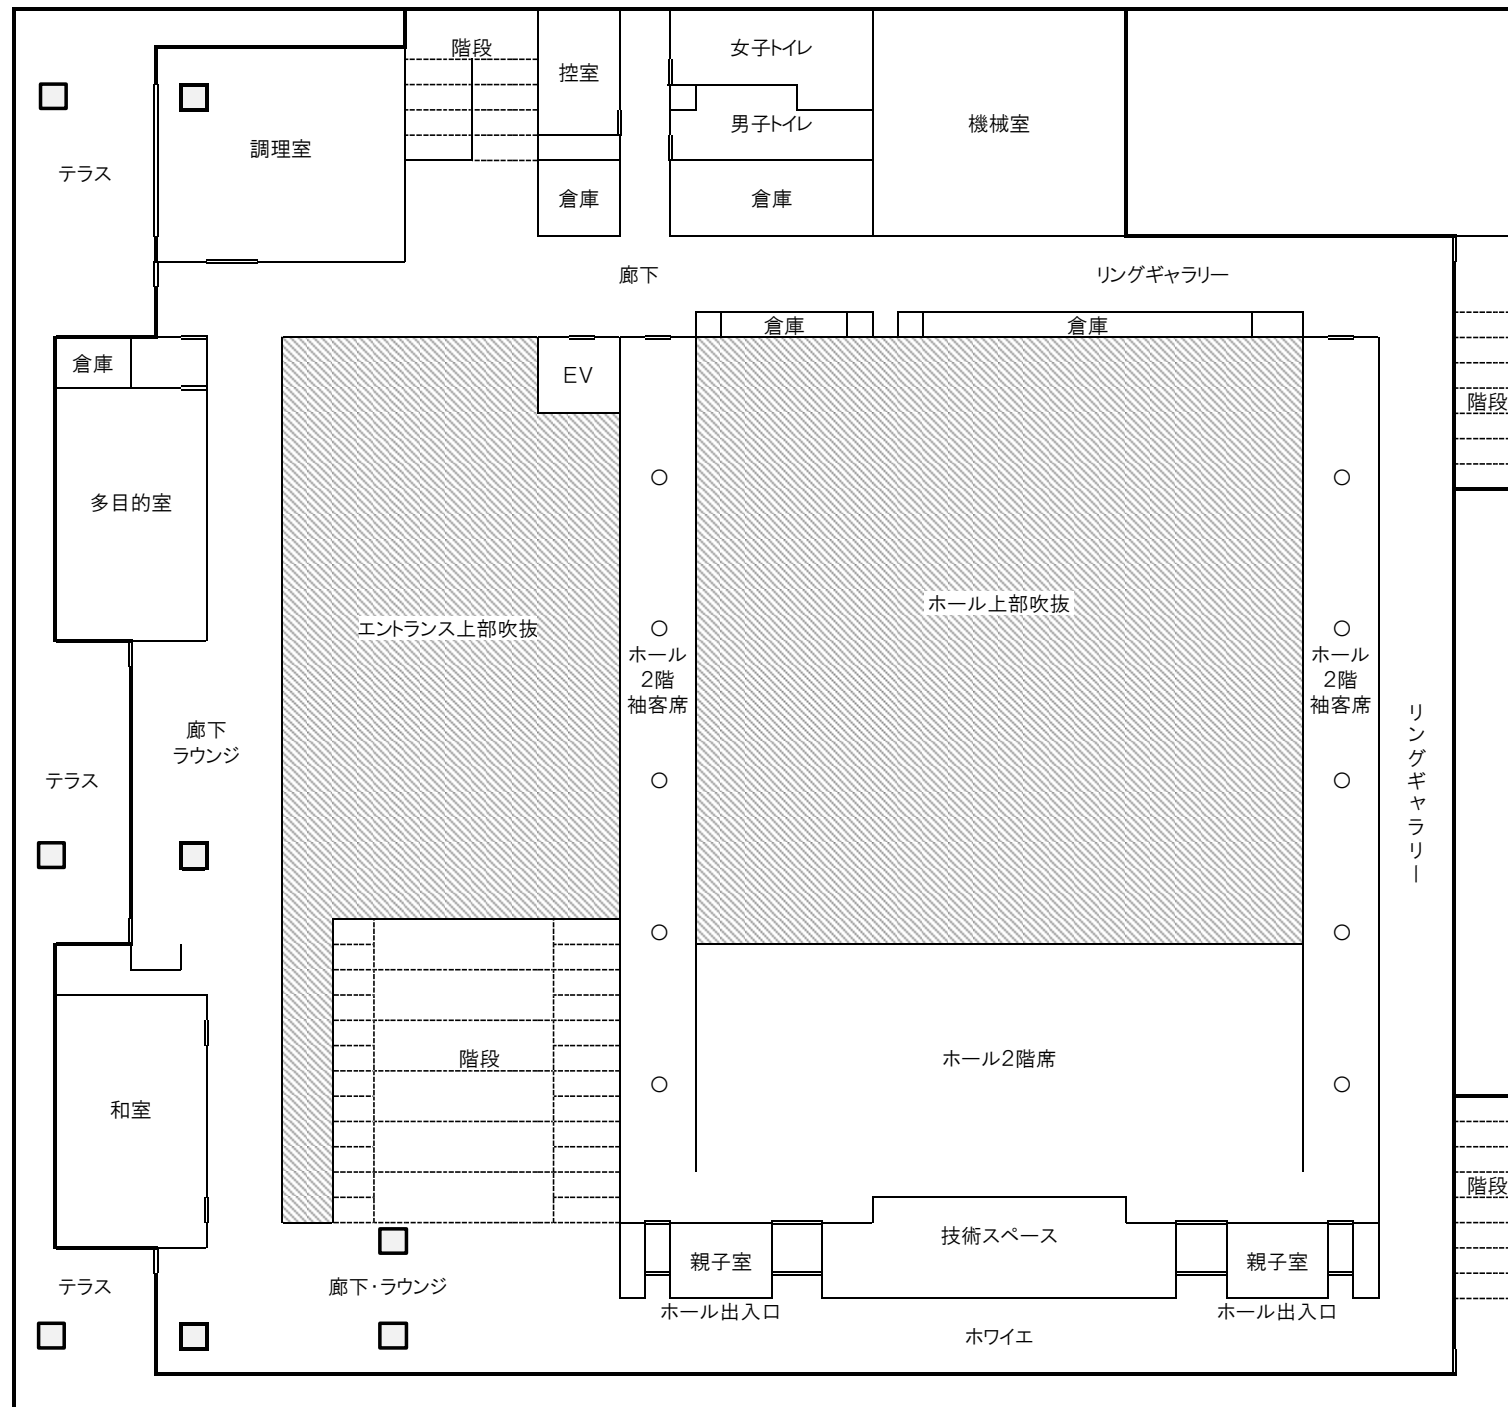 階段
控室
女子トイレ
男子トイレ
機械室
調理室
テラス
倉庫
倉庫
廊下
リングギャラリー
倉庫
倉庫
倉庫
EV
階段
多目的室
ホール上部吹抜
エントランス上部吹抜
ホール
2階
袖客席
ホール
2階
袖客席
リングギャラリー
廊下
ラウンジ
テラス
階段
ホール2階席
和室
階段
技術スペース
親子室
親子室
テラス
廊下・ラウンジ
ホール出入口
ホール出入口
ホワイエ